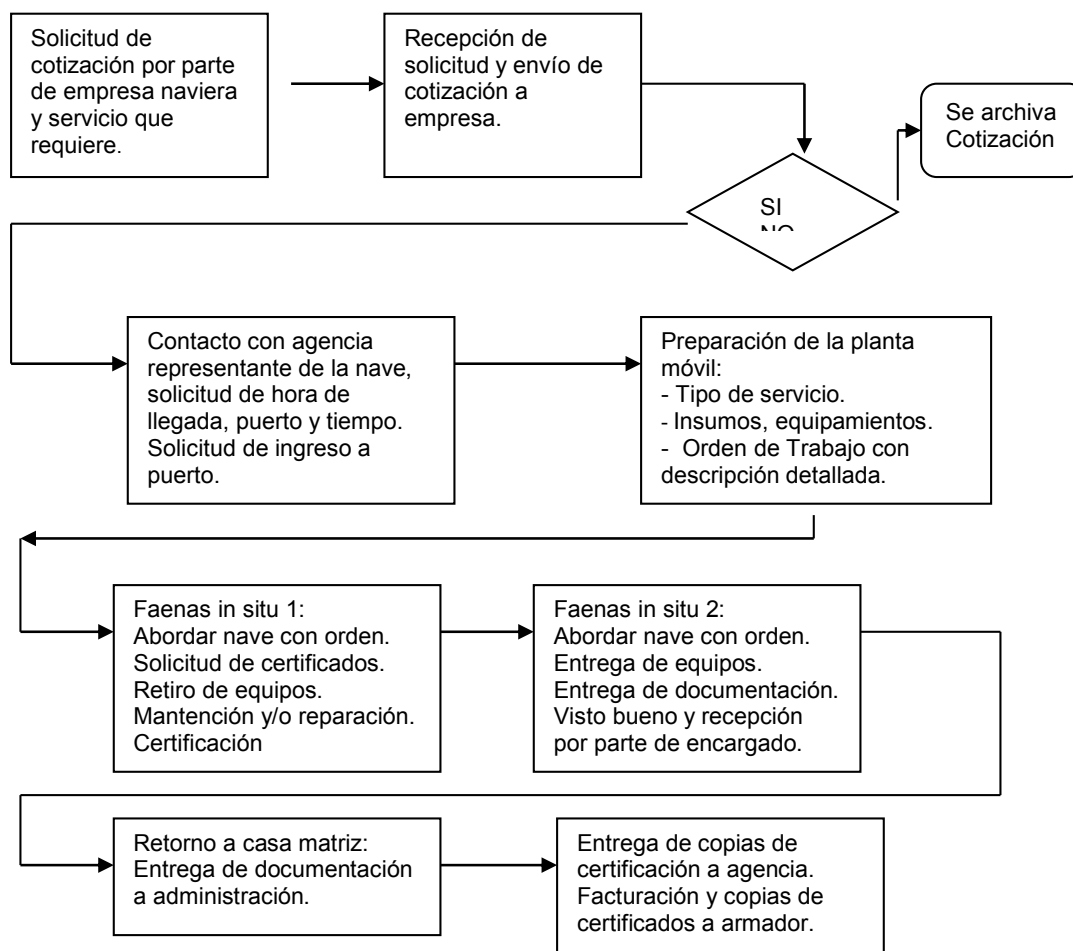 Solicitud de
cotización por parte
de empresa naviera
y servicio que
requiere.
Recepción de
solicitud y envío de
cotización a
empresa.
Se archiva
Cotización
SI
Contacto con agencia
representante de la nave,
solicitud de hora de
llegada, puerto y tiempo.
Solicitud de ingreso a
puerto.
Preparación de la planta
móvil:
- Tipo de servicio.
- Insumos, equipamientos.
- Orden de Trabajo con
descripción detallada.
Faenas in situ 1:
Abordar nave con orden.
Solicitud de certificados.
Retiro de equipos.
Mantención y/o reparación.
Certificación
Faenas in situ 2:
Abordar nave con orden.
Entrega de equipos.
Entrega de documentación.
Visto bueno y recepción
por parte de encargado.
Retorno a casa matriz:
Entrega de documentación
a administración.
Entrega de copias de
certificación a agencia.
Facturación y copias de
certificados a armador.